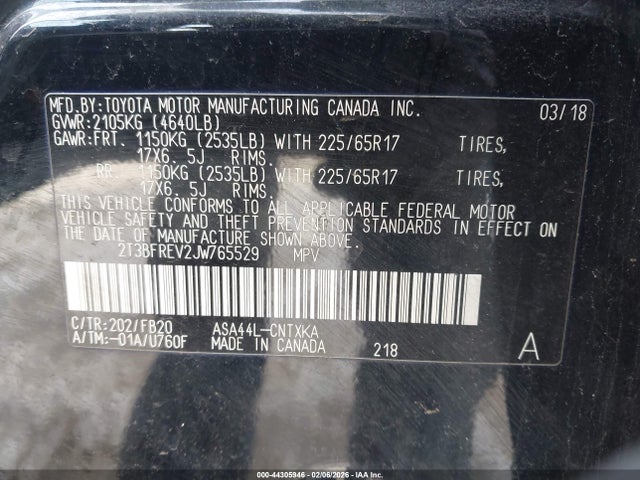 MFD.BY:TOYOTA MOTOR MANUFACTURING CANADA INC. 03/18
GVWR:2105KG (4640LB)
GAWR:FRT. 1150KG (2535LB) WITH 225/65R17 TIRES,
17X6. 5J RIMS.
RR. 1150KG (2535LB) WITH 225/65R17 TIRES,
17X6. 5J RIMS.
THIS VEHICLE CONFORMS TO ALL APPLICABLE FEDERAL MOTOR
VEHICLE SAFETY AND THEFT PREVENTION STANDARDS IN EFFECT ON
THE DATE OF MANUFACTURE SHOWN ABOVE.
2T3BFREV2JW765529 MPV
C/TR:202/FB20 ASA44L-CNTXKA
A/TM:-01A/U760F MADE IN CANADA 218 A
000-44305946 - 02/06/2026 - IAA Inc.